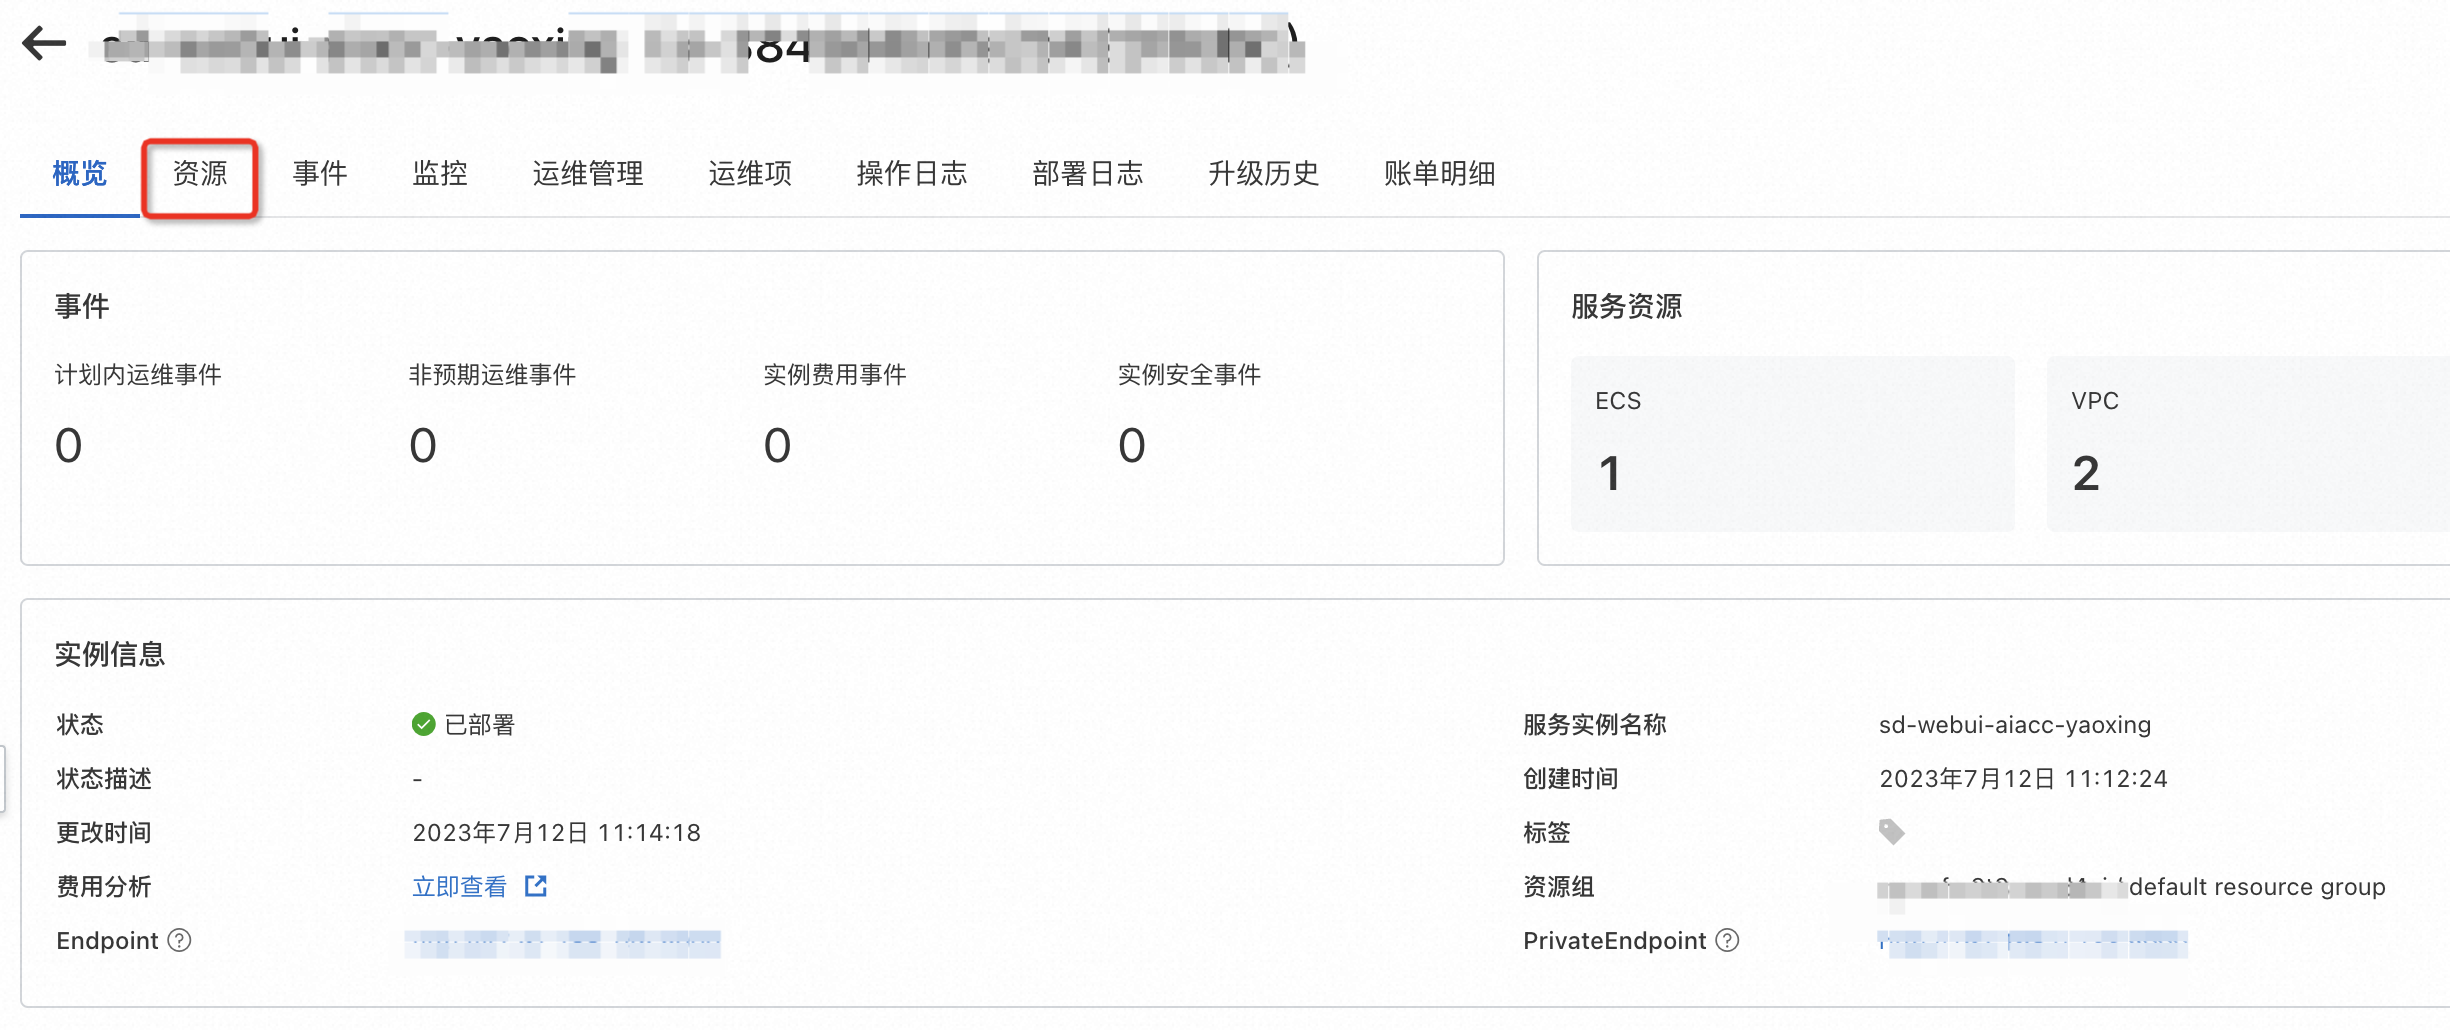 概览 资源 事件 监控 运维管理 运维项 操作日志 部署日志 升级历史 账单明细
事件
计划内运维事件 非预期运维事件 实例费用事件 实例安全事件
0 0 0 0
服务资源
ECS VPC
1 2
实例信息
状态 已部署 服务实例名称 sd-webui-aiacc-yaoxing
状态描述 - 创建时间 2023年7月12日 11:12:24
更改时间 2023年7月12日 11:14:18 标签
费用分析 立即查看 资源组 default resource group
Endpoint ? PrivateEndpoint ?